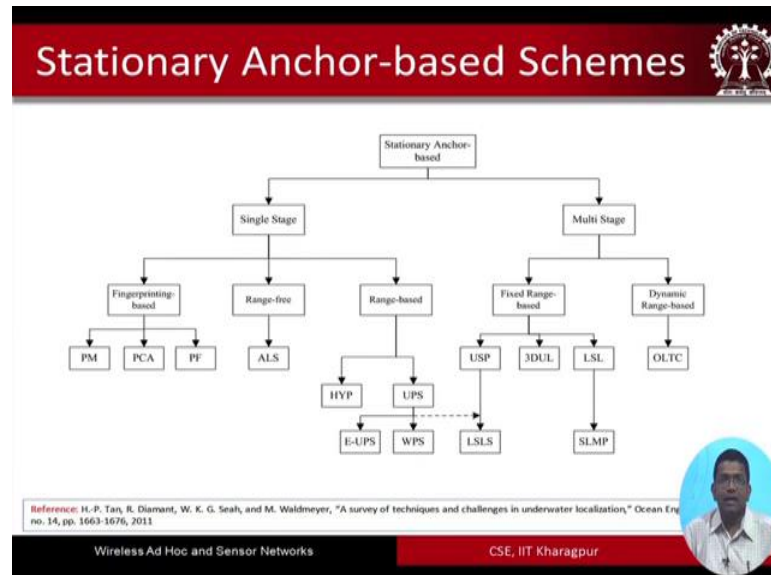 Stationary Anchor-based Schemes
Stationary Anchor-
based
Single Stage
Multi Stage
Fingerprinting-
based
Range-free
Range-based
Fixed Range-
based
Dynamic
Range-based
PM
PCA
PF
ALS
USP
3DUL
LSL
OLTC
HYP
UPS
E-UPS
WPS
LSLS
SLMP
Reference: H.-P. Tan, R. Diamant, W. K. G. Seah, and M. Waldmeyer, "A survey of techniques and challenges in underwater localization," Ocean Eng
no. 14, pp. 1663-1676, 2011
Wireless Ad Hoc and Sensor Networks
CSE, IIT Kharagpur